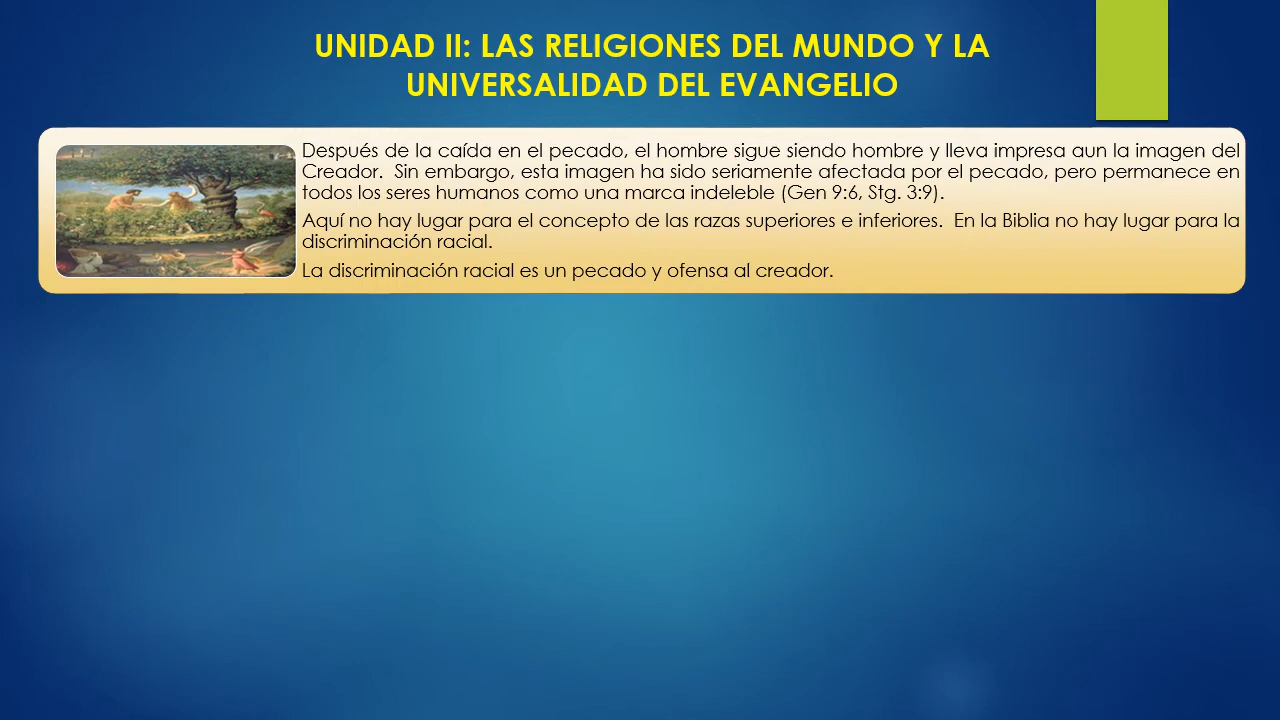 UNIDAD II: LAS RELIGIONES DEL MUNDO Y LA
UNIVERSALIDAD DEL EVANGELIO
Después de la caída en el pecado, el hombre sigue siendo hombre y lleva impresa aun la imagen del
Creador.  Sin embargo, esta imagen ha sido seriamente afectada por el pecado, pero permanece en
todos los seres humanos como una marca indeleble (Gen 9:6, Stg. 3:9).
Aquí no hay lugar para el concepto de las razas superiores e inferiores.  En la Biblia no hay lugar para la
discriminación racial.
La discriminación racial es un pecado y ofensa al creador.